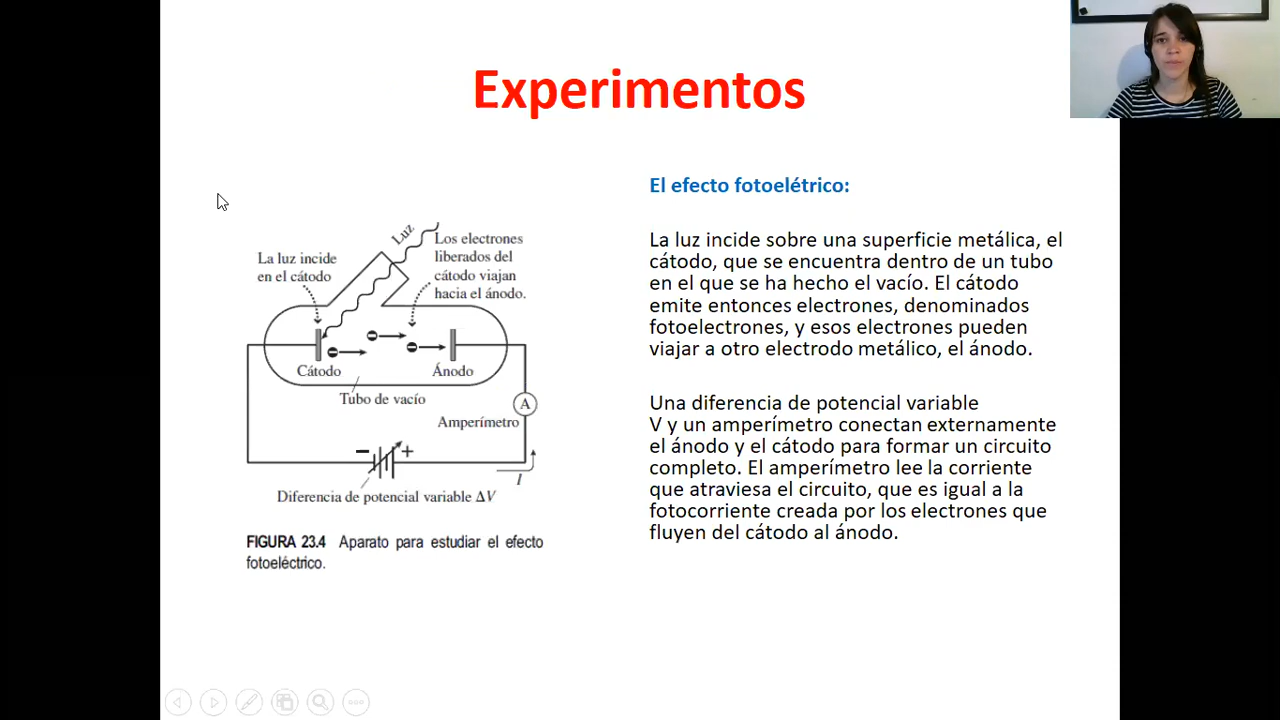 Experimentos
Luz
Los electrones
liberados del
cátodo viajan
hacia el ánodo.
La luz incide
en el cátodo
Cátodo
Ánodo
Tubo de vacío
A
Amperímetro
− +
I
Diferencia de potencial variable ΔV
FIGURA 23.4 Aparato para estudiar el efecto
fotoeléctrico.
El efecto fotoelétrico:
La luz incide sobre una superficie metálica, el
cátodo, que se encuentra dentro de un tubo
en el que se ha hecho el vacío. El cátodo
emite entonces electrones, denominados
fotoelectrones, y esos electrones pueden
viajar a otro electrodo metálico, el ánodo.
Una diferencia de potencial variable
V y un amperímetro conectan externamente
el ánodo y el cátodo para formar un circuito
completo. El amperímetro lee la corriente
que atraviesa el circuito, que es igual a la
fotocorriente creada por los electrones que
fluyen del cátodo al ánodo.